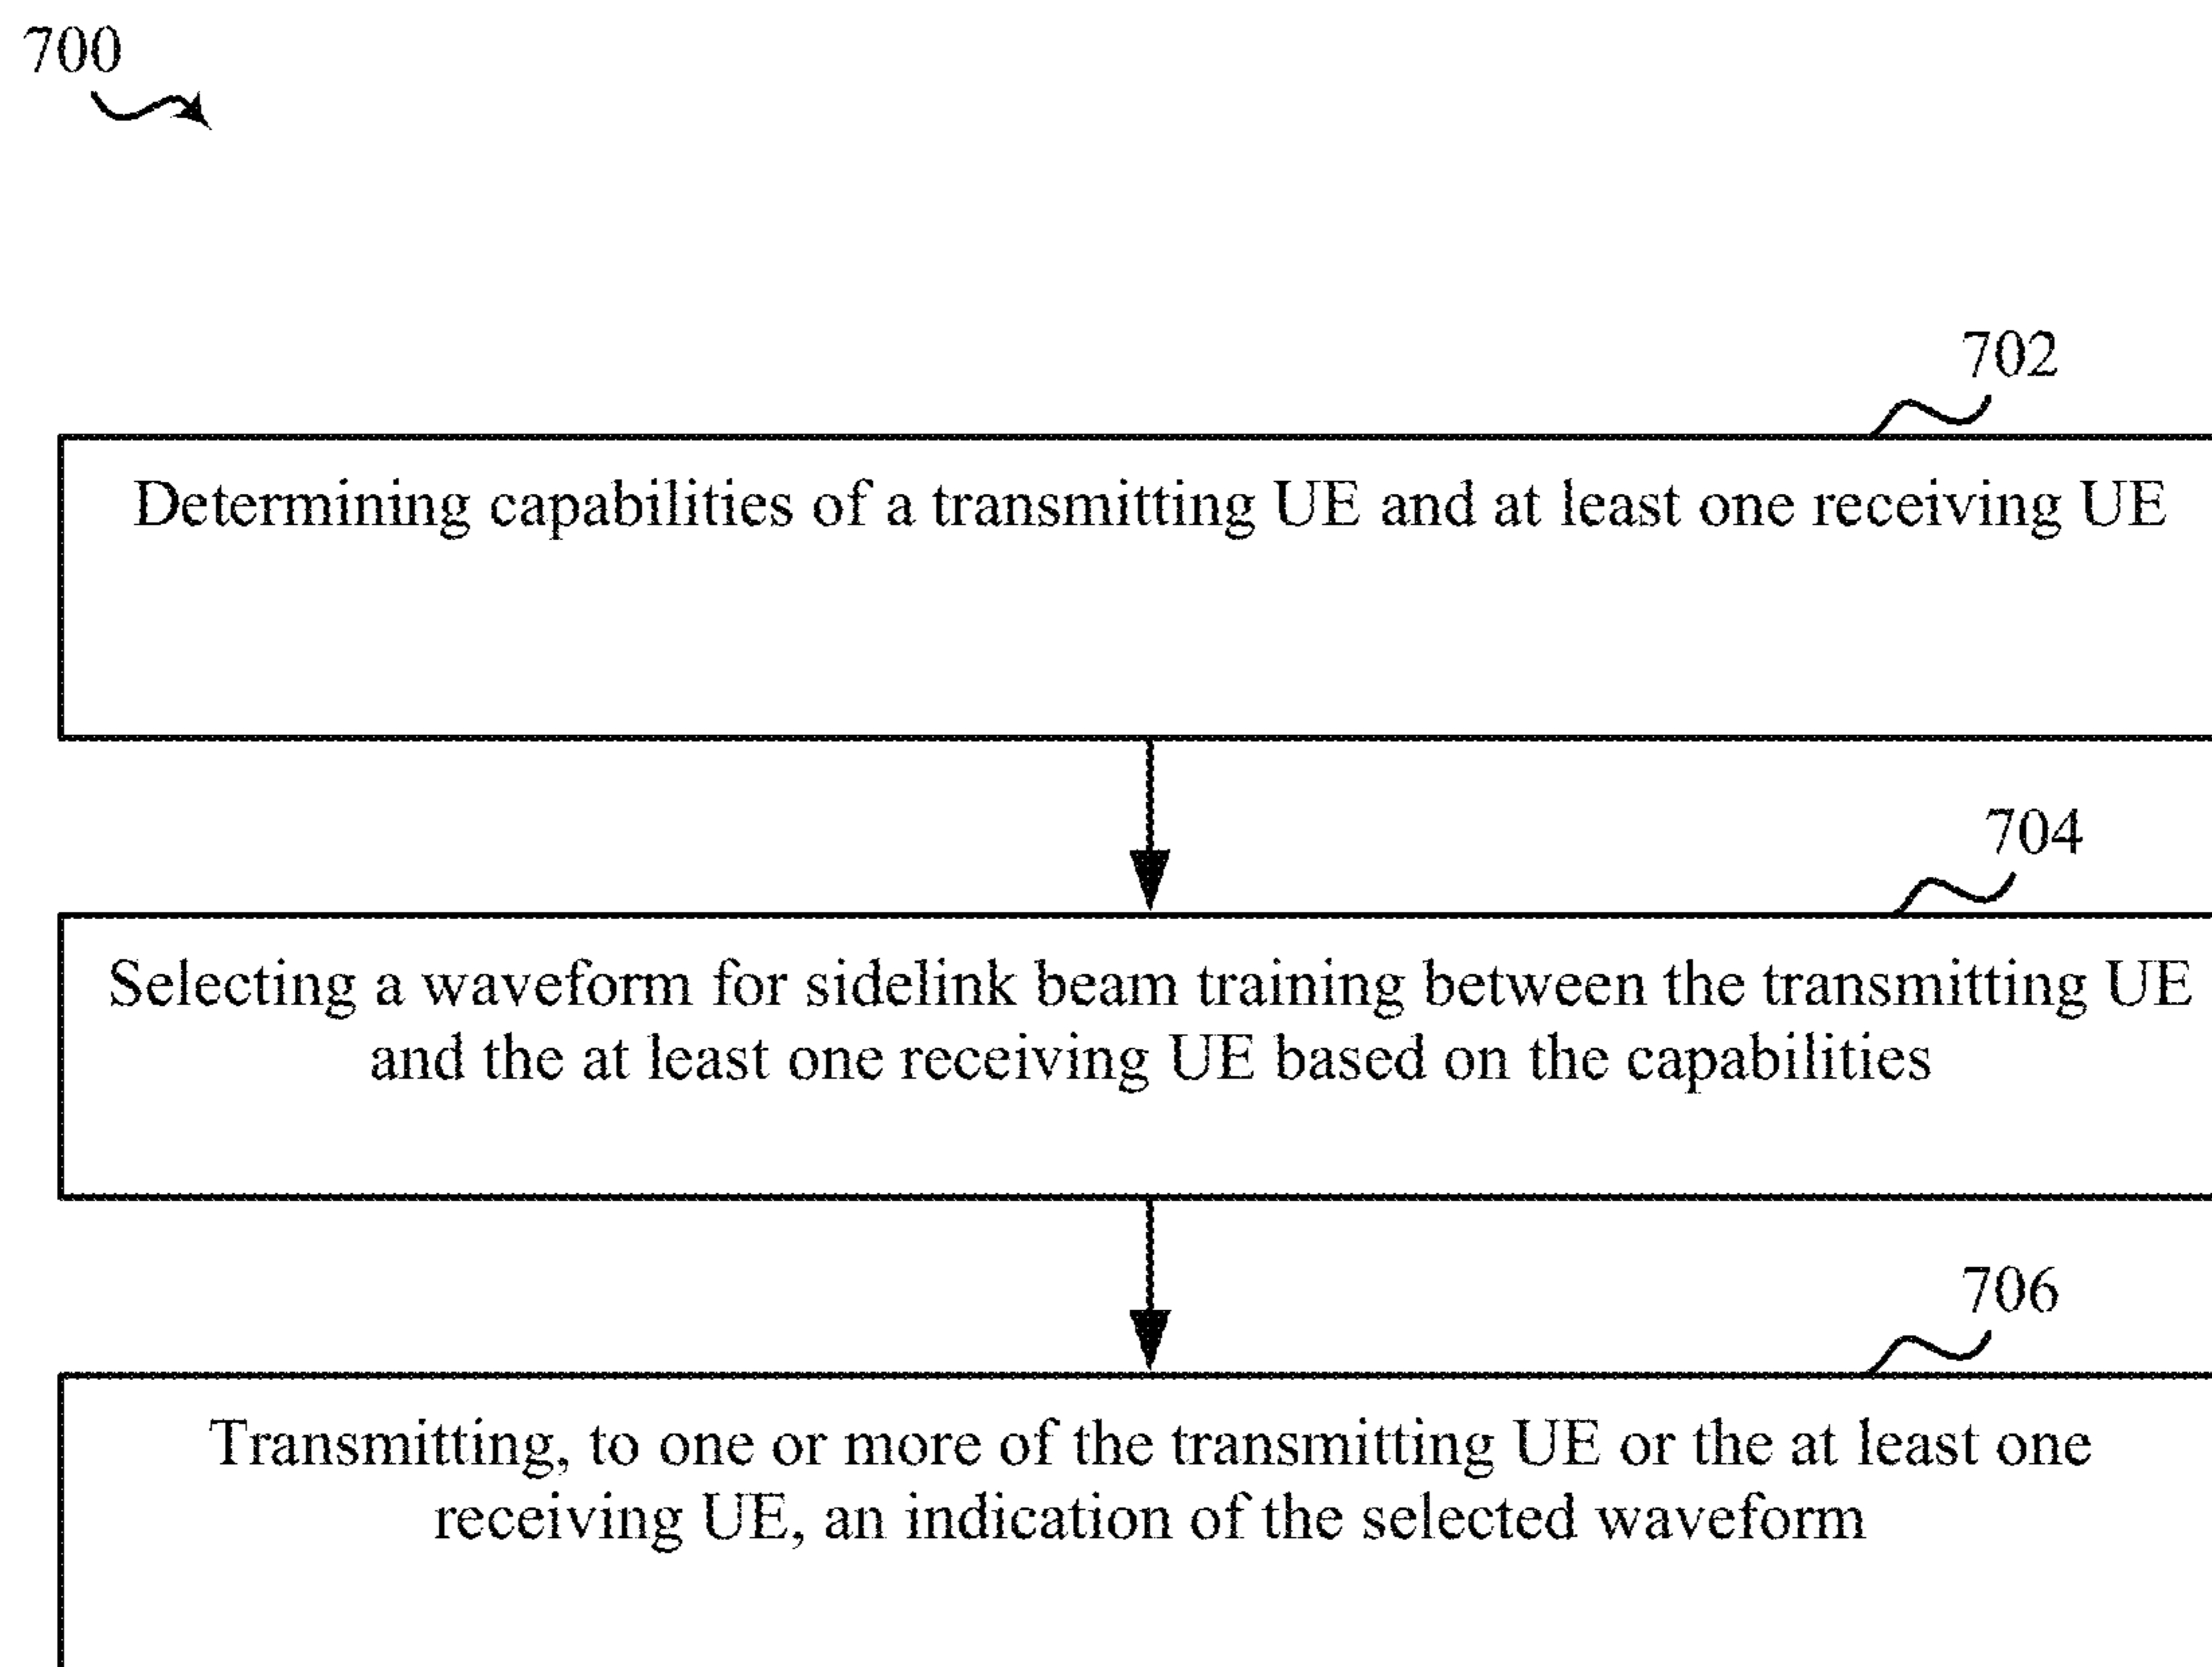 700
702
Determining capabilities of a transmitting UE and at least one receiving UE
704
Selecting a waveform for sidelink beam training between the transmitting UE
and the at least one receiving UE based on the capabilities
706
Transmitting, to one or more of the transmitting UE or the at least one
receiving UE, an indication of the selected waveform